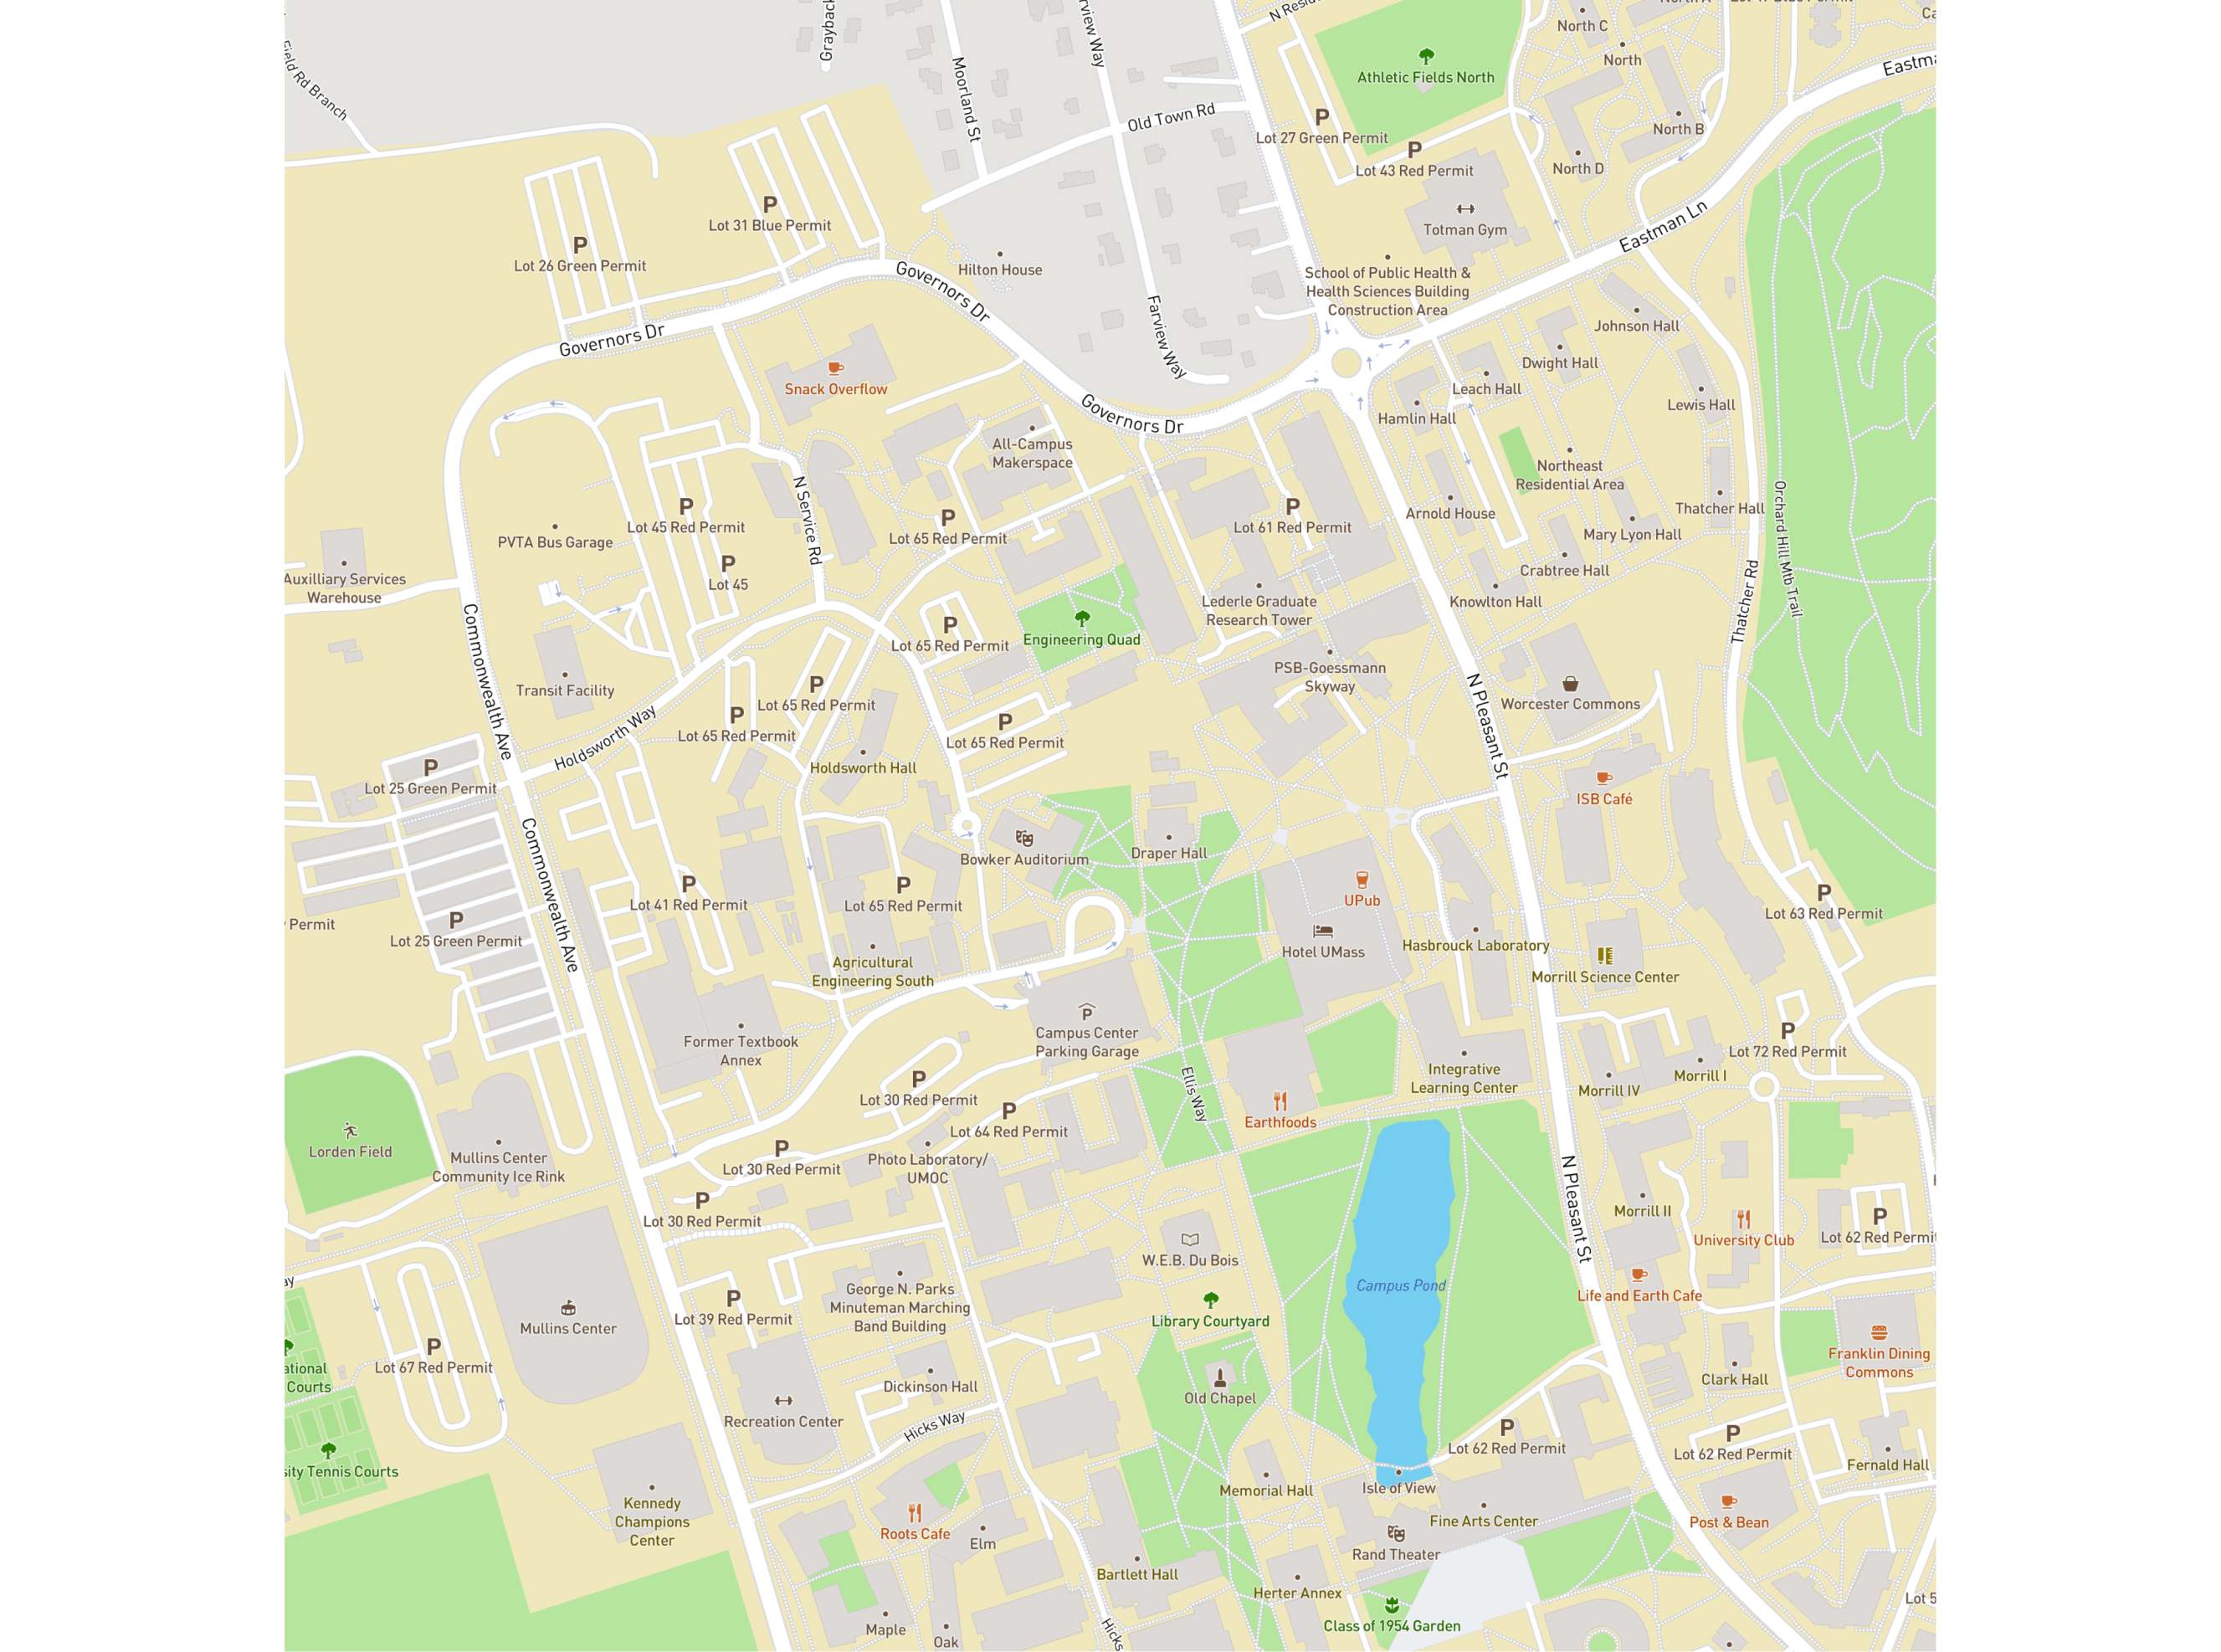 Field Rd Branch
Grayback
Moorland St
rview Way
N Resid
Athletic Fields North
North C
North
Eastma
Old Town Rd
P
Lot 27 Green Permit
P
Lot 43 Red Permit
North B
North D
P
Lot 31 Blue Permit
P
Lot 26 Green Permit
Totman Gym
Eastman Ln
Hilton House
Governors Dr
School of Public Health &
Health Sciences Building
Construction Area
Governors Dr
Farview Way
Johnson Hall
Dwight Hall
Snack Overflow
Leach Hall
Lewis Hall
Hamlin Hall
Governors Dr
All-Campus
Makerspace
Northeast
Residential Area
P
Lot 45 Red Permit
N Service Rd
P
Lot 65 Red Permit
P
Lot 61 Red Permit
Arnold House
Thatcher Hall
Mary Lyon Hall
Orchard Hill Mtb Trail
PVTA Bus Garage
P
Lot 45
Auxilliary Services
Warehouse
Crabtree Hall
Knowlton Hall
Lederle Graduate
Research Tower
Thatcher Rd
P
Lot 65 Red Permit
Engineering Quad
Commonwealth Ave
Transit Facility
P
Lot 65 Red Permit
PSB-Goessmann
Skyway
N Pleasant St
Worcester Commons
Holdsworth Way
P
Lot 65 Red Permit
P
Lot 65 Red Permit
Holdsworth Hall
P
Lot 25 Green Permit
ISB Café
Commonwealth Ave
Bowker Auditorium
Draper Hall
P
Lot 41 Red Permit
P
Lot 65 Red Permit
UPub
P
Lot 63 Red Permit
Permit
P
Lot 25 Green Permit
Hotel UMass
Hasbrouck Laboratory
Agricultural
Engineering South
Morrill Science Center
P
Campus Center
Parking Garage
Former Textbook
Annex
P
Lot 72 Red Permit
Integrative
Learning Center
Morrill I
Morrill IV
P
Lot 30 Red Permit
Ellis Way
P
Lot 64 Red Permit
Earthfoods
Lorden Field
Mullins Center
Community Ice Rink
P
Lot 30 Red Permit
Photo Laboratory/
UMOC
N Pleasant St
P
Lot 30 Red Permit
Morrill II
University Club
P
Lot 62 Red Permit
W.E.B. Du Bois
ay
George N. Parks
Minuteman Marching
Band Building
Campus Pond
Life and Earth Cafe
P
Lot 39 Red Permit
Mullins Center
Library Courtyard
P
Lot 67 Red Permit
ational
Courts
Franklin Dining
Commons
Clark Hall
Dickinson Hall
Old Chapel
Recreation Center
Hicks Way
P
Lot 62 Red Permit
P
Lot 62 Red Permit
Fernald Hall
sity Tennis Courts
Memorial Hall
Isle of View
Kennedy
Champions
Center
Roots Cafe
Elm
Fine Arts Center
Post & Bean
Rand Theater
Bartlett Hall
Herter Annex
Lot 5
Class of 1954 Garden
Maple
Oak
Hicks